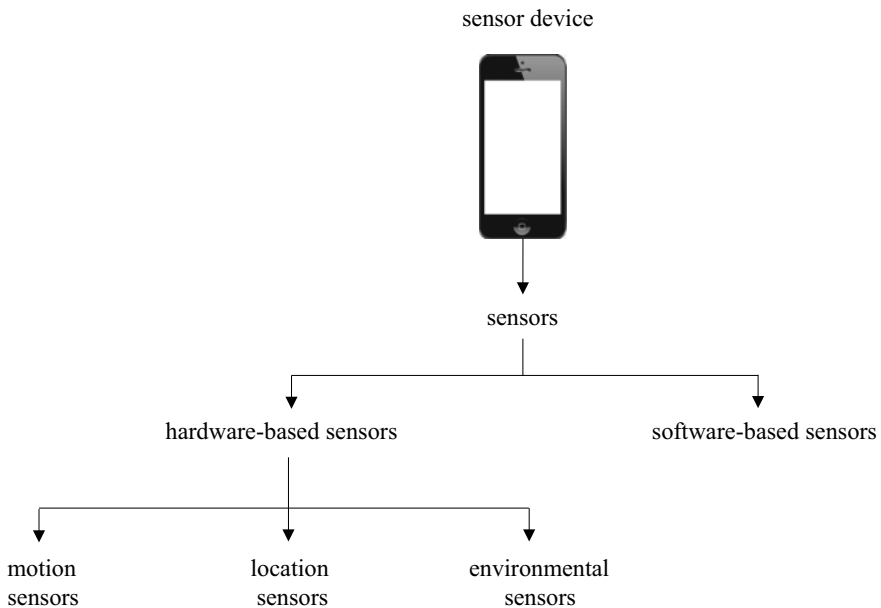 sensor device
sensors
hardware-based sensors
software-based sensors
motion
sensors
location
sensors
environmental
sensors